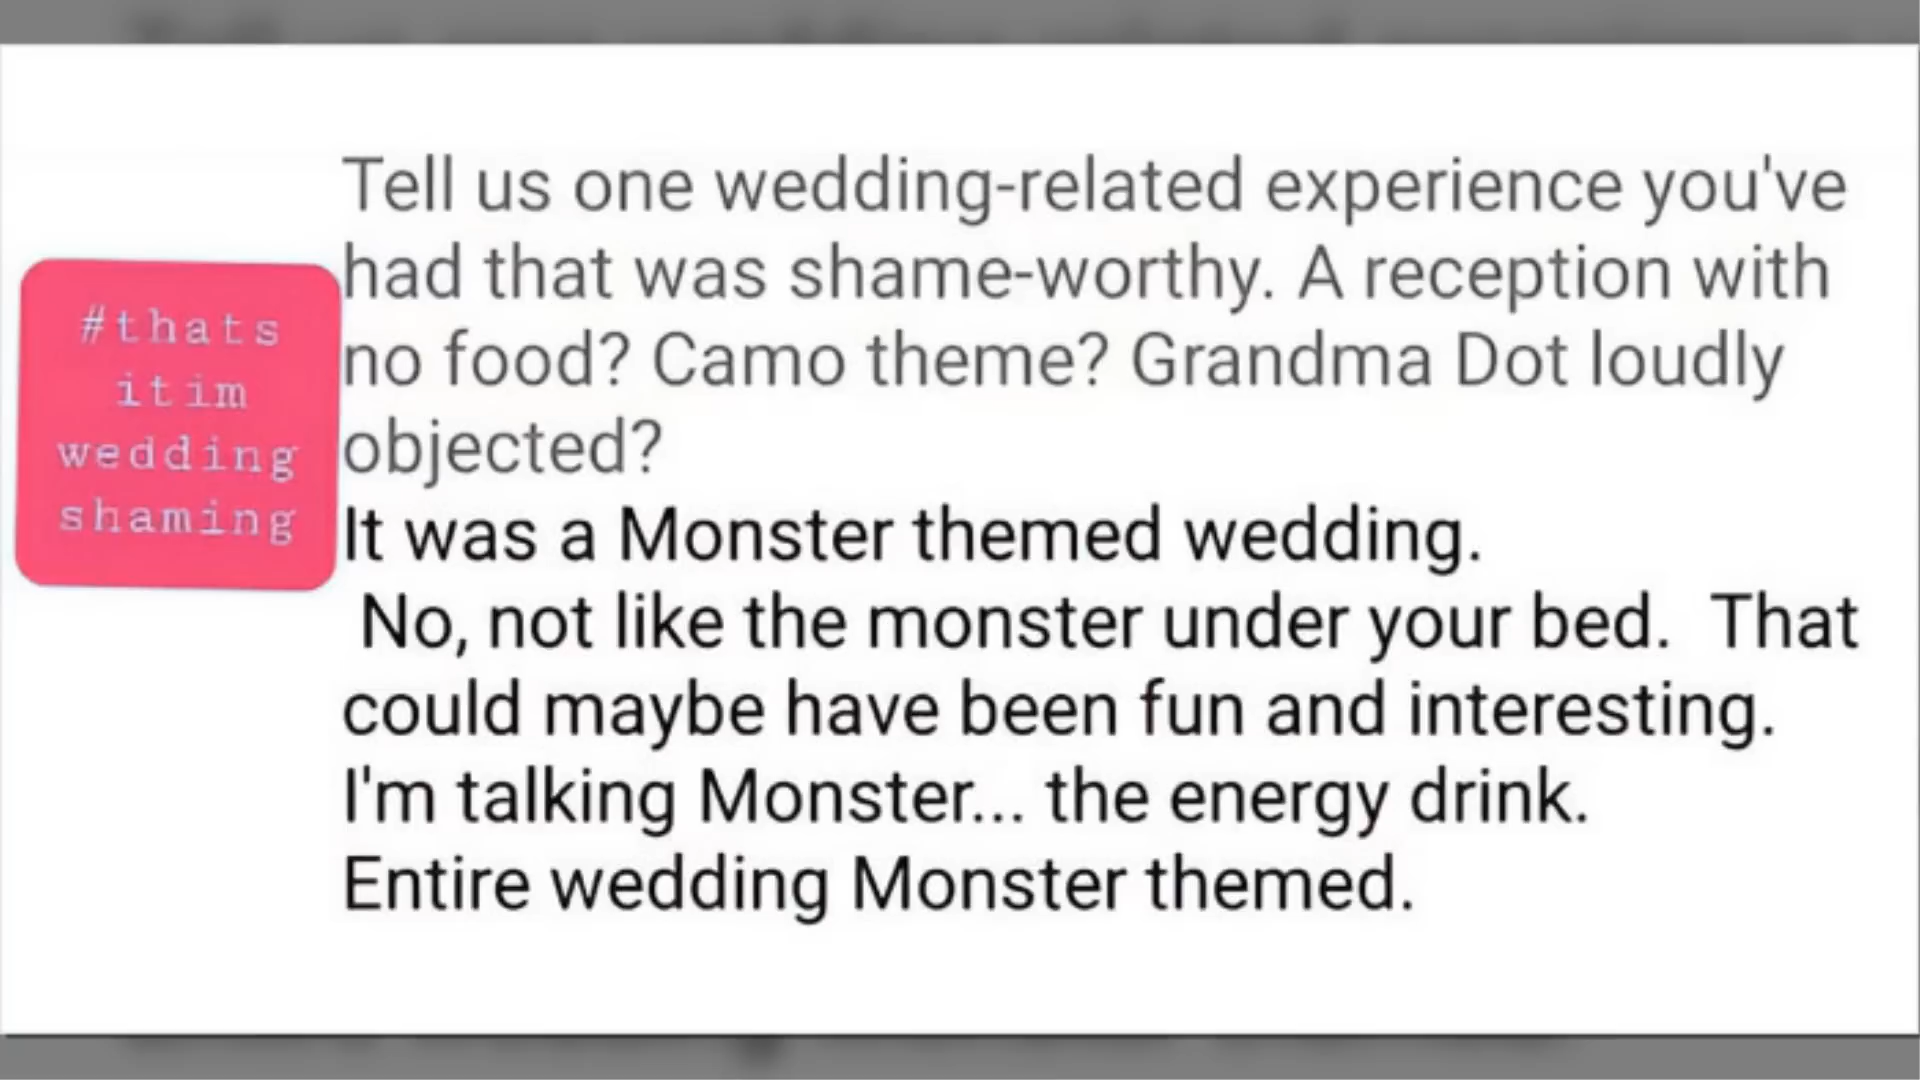 #thats
itim
wedding
shaming
Tell us one wedding-related experience you've
had that was shame-worthy. A reception with
no food? Camo theme? Grandma Dot loudly
objected?
It was a Monster themed wedding.
No, not like the monster under your bed.  That
could maybe have been fun and interesting.
I'm talking Monster... the energy drink.
Entire wedding Monster themed.